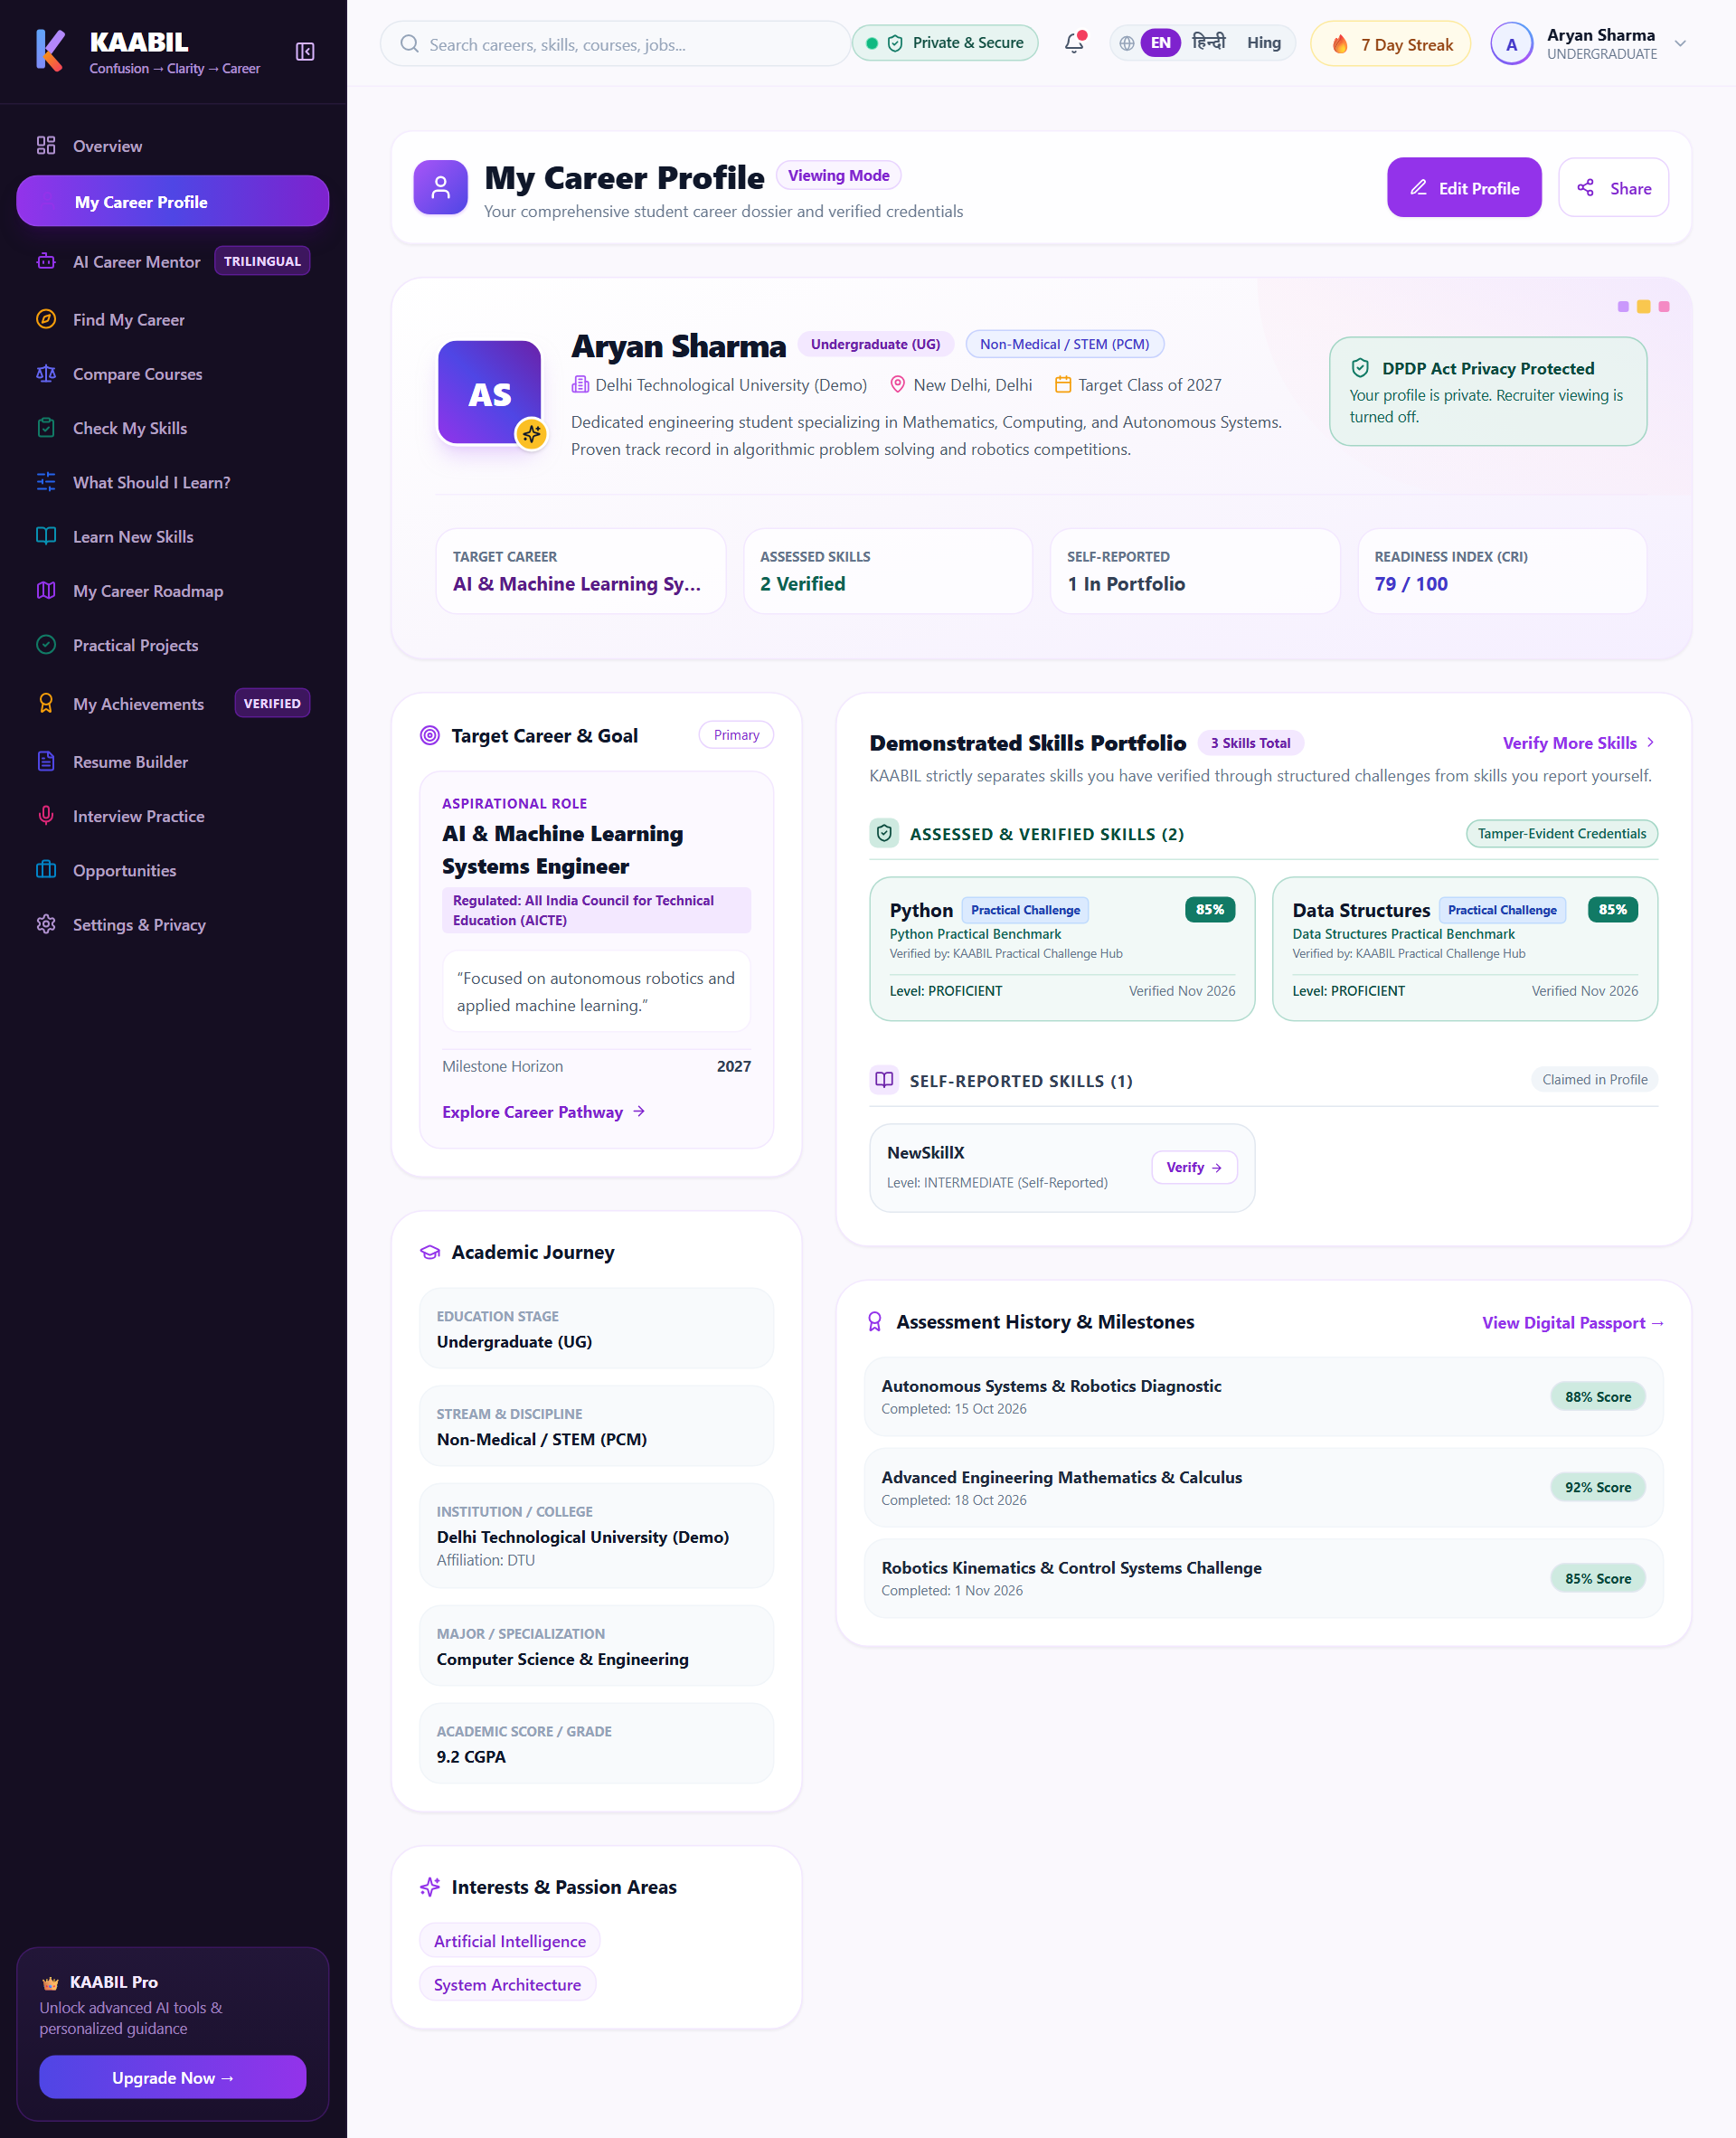 KAABIL
Confusion → Clarity → Career
Overview
My Career Profile
AI Career Mentor TRILINGUAL
Find My Career
Compare Courses
Check My Skills
What Should I Learn?
Learn New Skills
My Career Roadmap
Practical Projects
My Achievements VERIFIED
Resume Builder
Interview Practice
Opportunities
Settings & Privacy
KAABIL Pro
Unlock advanced AI tools &
personalized guidance
Upgrade Now →
Search careers, skills, courses, jobs...
Private & Secure
EN हिन्दी Hing
7 Day Streak
A
Aryan Sharma
UNDERGRADUATE
My Career Profile Viewing Mode
Your comprehensive student career dossier and verified credentials
Edit Profile
Share
AS
Aryan Sharma Undergraduate (UG) Non-Medical / STEM (PCM)
Delhi Technological University (Demo) New Delhi, Delhi Target Class of 2027
Dedicated engineering student specializing in Mathematics, Computing, and Autonomous Systems.
Proven track record in algorithmic problem solving and robotics competitions.
DPDP Act Privacy Protected
Your profile is private. Recruiter viewing is
turned off.
TARGET CAREER
AI & Machine Learning Sy...
ASSESSED SKILLS
2 Verified
SELF-REPORTED
1 In Portfolio
READINESS INDEX (CRI)
79 / 100
Target Career & Goal Primary
ASPIRATIONAL ROLE
AI & Machine Learning
Systems Engineer
Regulated: All India Council for Technical
Education (AICTE)
“Focused on autonomous robotics and
applied machine learning.”
Milestone Horizon 2027
Explore Career Pathway →
Academic Journey
EDUCATION STAGE
Undergraduate (UG)
STREAM & DISCIPLINE
Non-Medical / STEM (PCM)
INSTITUTION / COLLEGE
Delhi Technological University (Demo)
Affiliation: DTU
MAJOR / SPECIALIZATION
Computer Science & Engineering
ACADEMIC SCORE / GRADE
9.2 CGPA
Interests & Passion Areas
Artificial Intelligence
System Architecture
Demonstrated Skills Portfolio 3 Skills Total Verify More Skills >
KAABIL strictly separates skills you have verified through structured challenges from skills you report yourself.
ASSESSED & VERIFIED SKILLS (2) Tamper-Evident Credentials
Python Practical Challenge 85%
Python Practical Benchmark
Verified by: KAABIL Practical Challenge Hub
Level: PROFICIENT Verified Nov 2026
Data Structures Practical Challenge 85%
Data Structures Practical Benchmark
Verified by: KAABIL Practical Challenge Hub
Level: PROFICIENT Verified Nov 2026
SELF-REPORTED SKILLS (1) Claimed in Profile
NewSkillX
Level: INTERMEDIATE (Self-Reported)
Verify →
Assessment History & Milestones View Digital Passport →
Autonomous Systems & Robotics Diagnostic
Completed: 15 Oct 2026
88% Score
Advanced Engineering Mathematics & Calculus
Completed: 18 Oct 2026
92% Score
Robotics Kinematics & Control Systems Challenge
Completed: 1 Nov 2026
85% Score